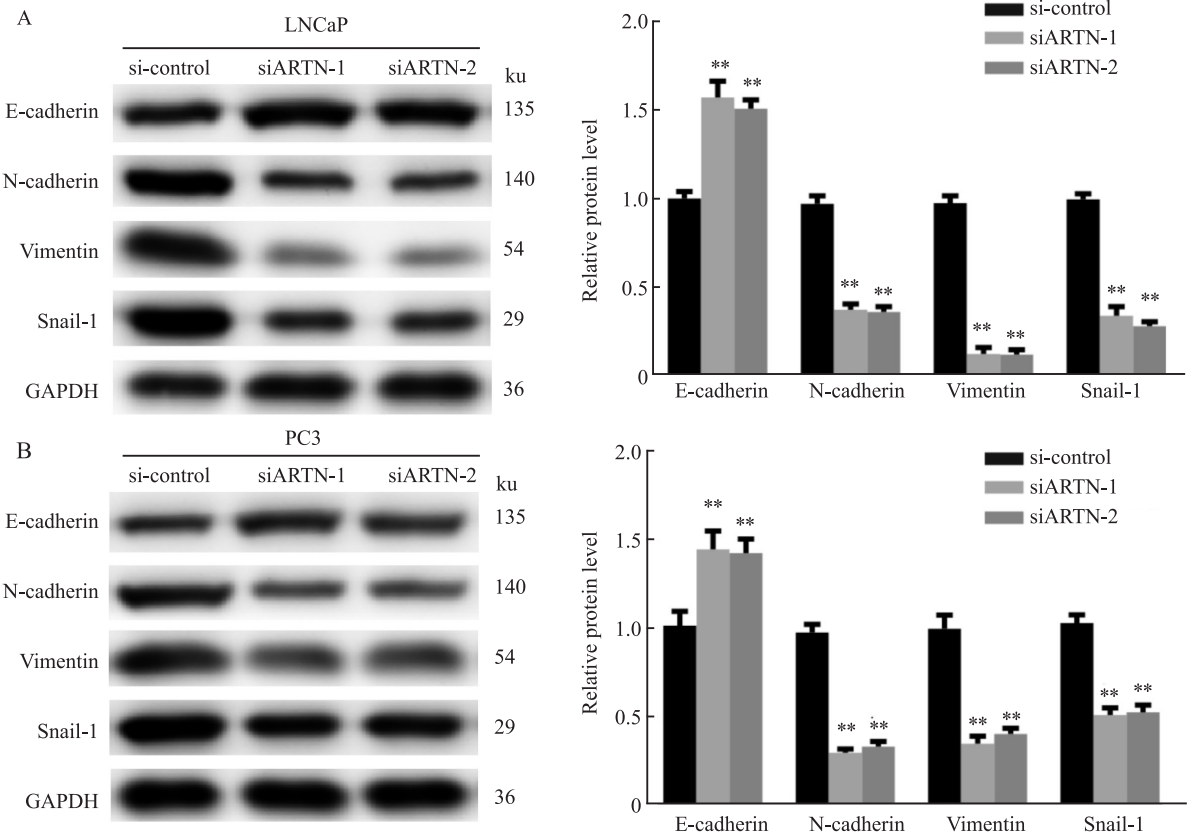 A
LNCaP
si-control siARTN-1 siARTN-2
ku
E-cadherin 135
N-cadherin 140
Vimentin 54
Snail-1 29
GAPDH 36
si-control
siARTN-1
siARTN-2
Relative protein level
2.0
1.5
1.0
0.5
0
** **
** **
** **
** **
E-cadherin N-cadherin Vimentin Snail-1
B
PC3
si-control siARTN-1 siARTN-2
ku
E-cadherin 135
N-cadherin 140
Vimentin 54
Snail-1 29
GAPDH 36
si-control
siARTN-1
siARTN-2
Relative protein level
2.0
1.5
1.0
0.5
0
** **
** **
** **
** **
E-cadherin N-cadherin Vimentin Snail-1